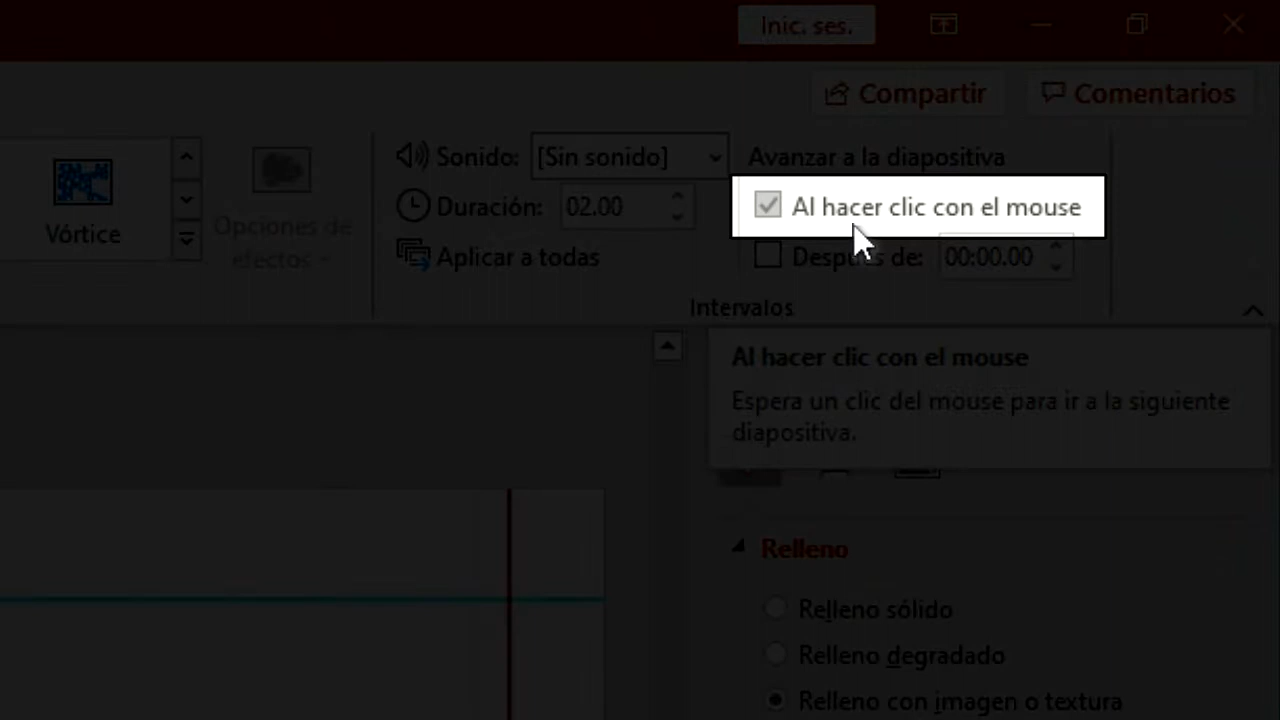 Inic. ses.
Compartir
Comentarios
Vórtice
Opciones de
efectos
Sonido: [Sin sonido]
Duración: 02.00
Aplicar a todas
Avanzar a la diapositiva
Al hacer clic con el mouse
Después de: 00:00.00
Intervalos
Al hacer clic con el mouse
Espera un clic del mouse para ir a la siguiente
diapositiva.
Relleno
Relleno sólido
Relleno degradado
Relleno con imagen o textura